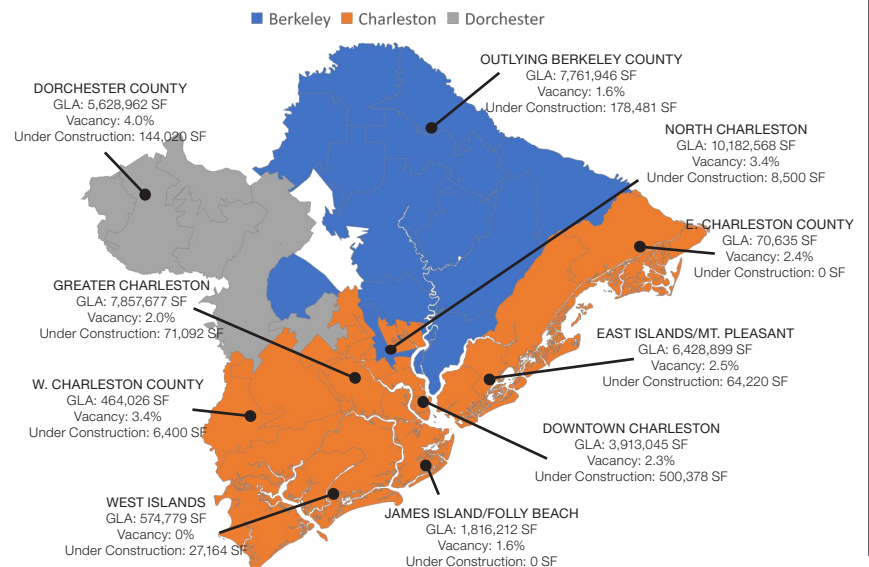 Berkeley Charleston Dorchester
OUTLYING BERKELEY COUNTY
GLA: 7,761,946 SF
Vacancy: 1.6%
Under Construction: 178,481 SF
DORCHESTER COUNTY
GLA: 5,628,962 SF
Vacancy: 4.0%
Under Construction: 144,020 SF
NORTH CHARLESTON
GLA: 10,182,568 SF
Vacancy: 3.4%
Under Construction: 8,500 SF
E. CHARLESTON COUNTY
GLA: 70,635 SF
Vacancy: 2.4%
Under Construction: 0 SF
GREATER CHARLESTON
GLA: 7,857,677 SF
Vacancy: 2.0%
Under Construction: 71,092 SF
EAST ISLANDS/MT. PLEASANT
GLA: 6,428,899 SF
Vacancy: 2.5%
Under Construction: 64,220 SF
W. CHARLESTON COUNTY
GLA: 464,026 SF
Vacancy: 3.4%
Under Construction: 6,400 SF
DOWNTOWN CHARLESTON
GLA: 3,913,045 SF
Vacancy: 2.3%
Under Construction: 500,378 SF
WEST ISLANDS
GLA: 574,779 SF
Vacancy: 0%
Under Construction: 27,164 SF
JAMES ISLAND/FOLLY BEACH
GLA: 1,816,212 SF
Vacancy: 1.6%
Under Construction: 0 SF